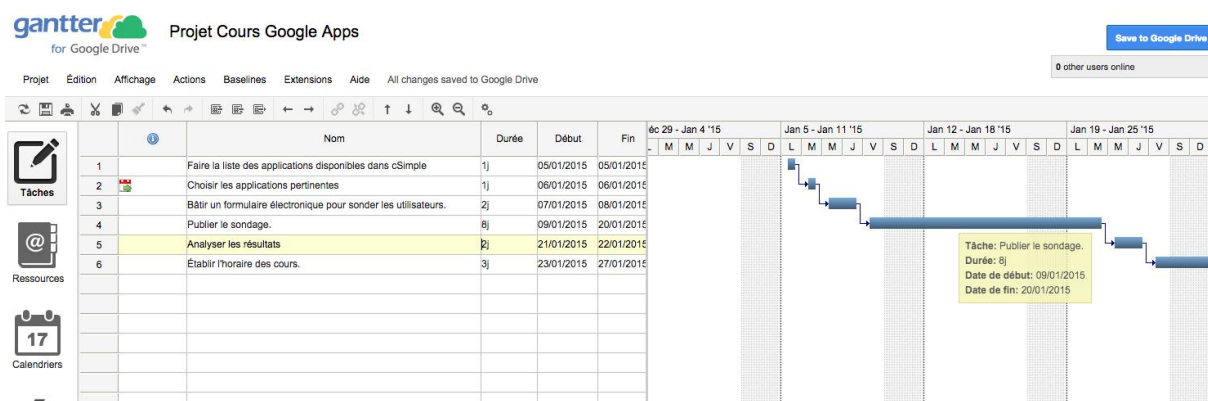 gantter
for Google Drive™
Projet Cours Google Apps
Save to Google Drive
0 other users online
Projet Édition Affichage Actions Baselines Extensions Aide All changes saved to Google Drive
Nom Durée Début Fin
éc 29 - Jan 4 '15 Jan 5 - Jan 11 '15 Jan 12 - Jan 18 '15 Jan 19 - Jan 25 '15
M M J V S D L M M J V S D L M M J V S D L M M J V S D
1 Faire la liste des applications disponibles dans cSimple 1j 05/01/2015 05/01/2015
2 Choisir les applications pertinentes 1j 06/01/2015 06/01/2015
3 Bâtir un formulaire électronique pour sonder les utilisateurs. 2j 07/01/2015 08/01/2015
4 Publier le sondage. 8j 09/01/2015 20/01/2015
5 Analyser les résultats 2j 21/01/2015 22/01/2015
6 Établir l'horaire des cours. 3j 23/01/2015 27/01/2015
Tâche: Publier le sondage.
Durée: 8j
Date de début: 09/01/2015
Date de fin: 20/01/2015
Tâches
@
Ressources
17
Calendriers